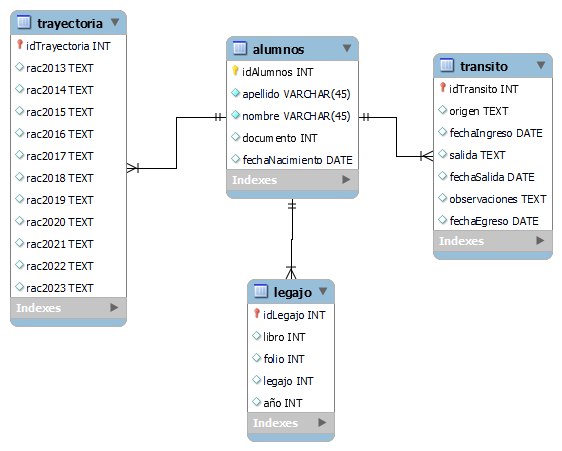 trayectoria
idTrayectoria INT
rac2013 TEXT
rac2014 TEXT
rac2015 TEXT
rac2016 TEXT
rac2017 TEXT
rac2018 TEXT
rac2019 TEXT
rac2020 TEXT
rac2021 TEXT
rac2022 TEXT
rac2023 TEXT
Indexes
alumnos
idAlumnos INT
apellido VARCHAR(45)
nombre VARCHAR(45)
documento INT
fechaNacimiento DATE
Indexes
transito
idTransito INT
origen TEXT
fechaIngreso DATE
salida TEXT
fechaSalida DATE
observaciones TEXT
fechaEgreso DATE
Indexes
legajo
idLegajo INT
libro INT
folio INT
legajo INT
año INT
Indexes